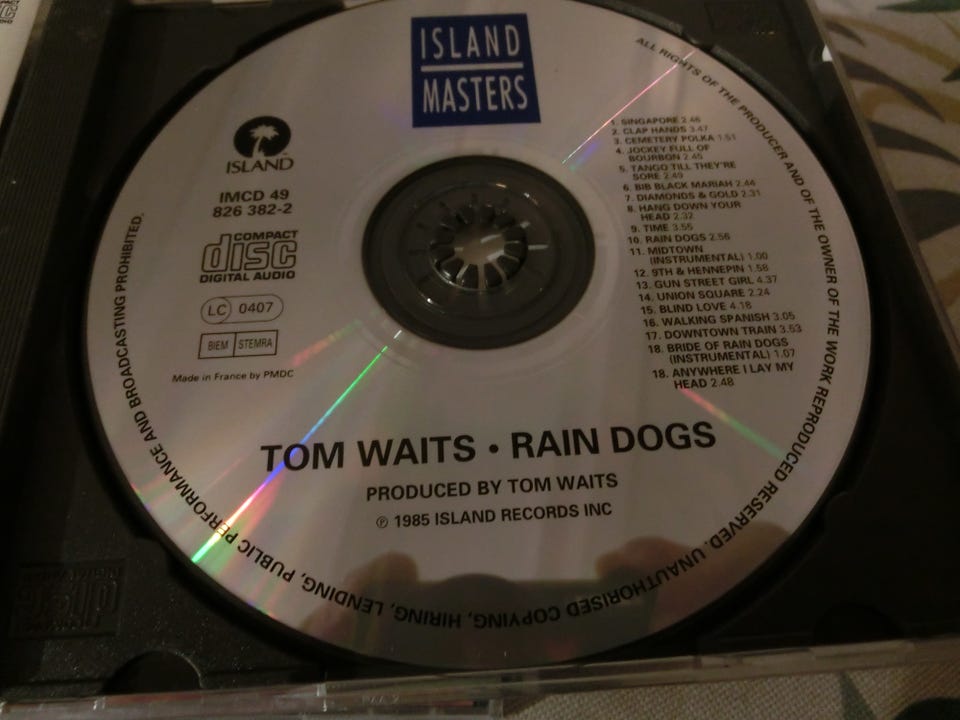 ISLAND
MASTERS
ISLAND
IMCD 49
826 382-2
COMPACT
disc
DIGITAL AUDIO
LC 0407
BIEM STEMRA
Made in France by PMDC
1. SINGAPORE 2.46
2. CLAP HANDS 3.47
3. CEMETERY POLKA 1.51
4. JOCKEY FULL OF
BOURBON 2.45
5. TANGO TILL THEY'RE
SORE 2.49
6. BIB BLACK MARIAH 2.44
7. DIAMONDS & GOLD 2.31
8. HANG DOWN YOUR
HEAD 2.32
9. TIME 3.55
10. RAIN DOGS 2.56
11. MIDTOWN
(INSTRUMENTAL) 1.00
12. 9TH & HENNEPIN 1.58
13. GUN STREET GIRL 4.37
14. UNION SQUARE 2.24
15. BLIND LOVE 4.18
16. WALKING SPANISH 3.05
17. DOWNTOWN TRAIN 3.53
18. BRIDE OF RAIN DOGS
(INSTRUMENTAL) 1.07
18. ANYWHERE I LAY MY
HEAD 2.48
TOM WAITS • RAIN DOGS
PRODUCED BY TOM WAITS
℗ 1985 ISLAND RECORDS INC
ALL RIGHTS OF THE PRODUCER AND OF THE OWNER OF THE WORK REPRODUCED RESERVED. UNAUTHORISED COPYING, HIRING, LENDING, PUBLIC PERFORMANCE AND BROADCASTING PROHIBITED.